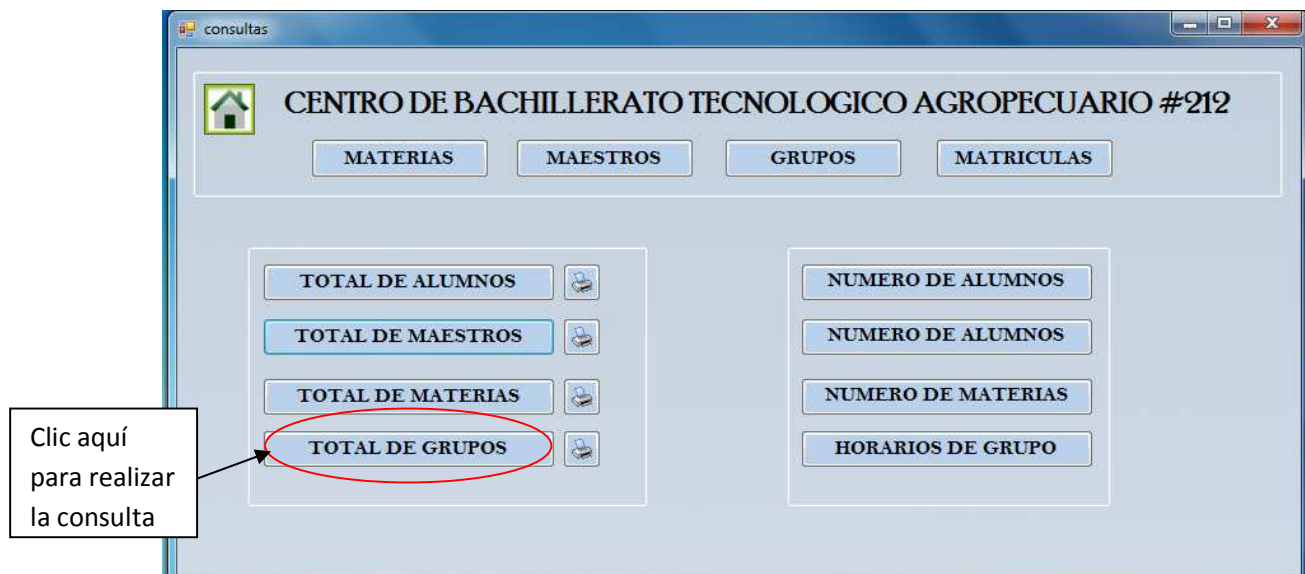 consultas
CENTRO DE BACHILLERATO TECNOLOGICO AGROPECUARIO #212
MATERIAS MAESTROS GRUPOS MATRICULAS
TOTAL DE ALUMNOS
TOTAL DE MAESTROS
TOTAL DE MATERIAS
TOTAL DE GRUPOS
NUMERO DE ALUMNOS
NUMERO DE ALUMNOS
NUMERO DE MATERIAS
HORARIOS DE GRUPO
Clic aquí
para realizar
la consulta